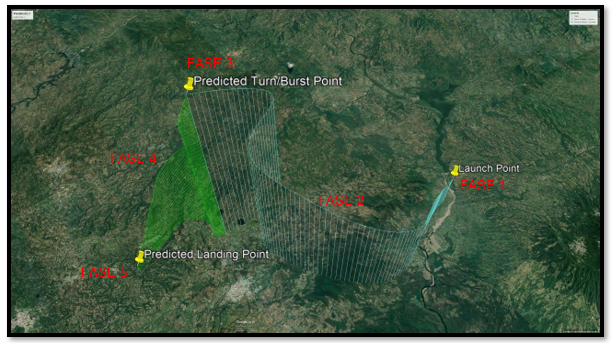 FASE 3
Predicted Turn/Burst Point
FASE 4
Launch Point
FASE 1
FASE 2
Predicted Landing Point
FASE 5